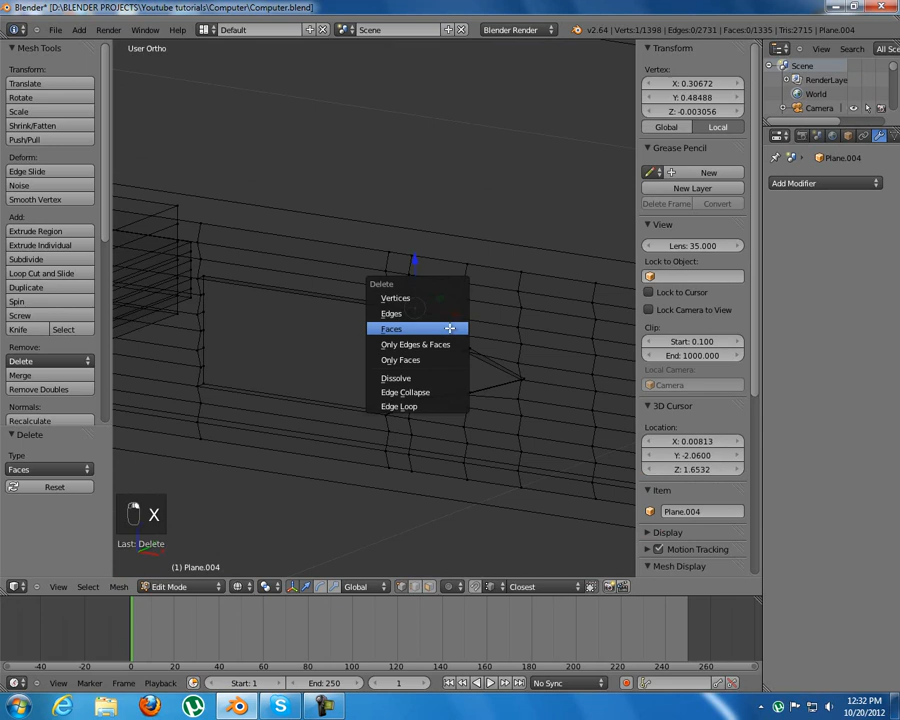 Blender* [D:\BLENDER PROJECTS\Youtube tutorials\Computer\Computer.blend]
File Add Render Window Help Default Scene Blender Render v2.64 | Verts:1/1398 | Edges:0/2731 | Faces:0/1335 | Tris:2715 | Plane.004
Mesh Tools
Transform:
Translate
Rotate
Scale
Shrink/Fatten
Push/Pull
Deform:
Edge Slide
Noise
Smooth Vertex
Add:
Extrude Region
Extrude Individual
Subdivide
Loop Cut and Slide
Duplicate
Spin
Screw
Knife Select
Remove:
Delete
Merge
Remove Doubles
Normals:
Recalculate
Delete
Type
Faces
Reset
User Ortho
Delete
Vertices
Edges
Faces
Only Edges & Faces
Only Faces
Dissolve
Edge Collapse
Edge Loop
X
Last: Delete
(1) Plane.004
Transform
Vertex:
X: 0.30672
Y: 0.48488
Z: -0.003056
Global Local
Grease Pencil
New
New Layer
Delete Frame Convert
View
Lens: 35.000
Lock to Object:
Lock to Cursor
Lock Camera to View
Clip:
Start: 0.100
End: 1000.000
Local Camera:
Camera
3D Cursor
Location:
X: 0.00813
Y: -2.0600
Z: 1.6532
Item
Plane.004
Display
Motion Tracking
Mesh Display
View Search All Sce
Scene
RenderLaye
World
Camera
Plane.004
Add Modifier
View Select Mesh Edit Mode Global Closest
-40 -20 0 20 40 60 80 100 120 140 160 180 200 220 240 260
View Marker Frame Playback Start: 1 End: 250 1 No Sync
12:32 PM
10/20/2012